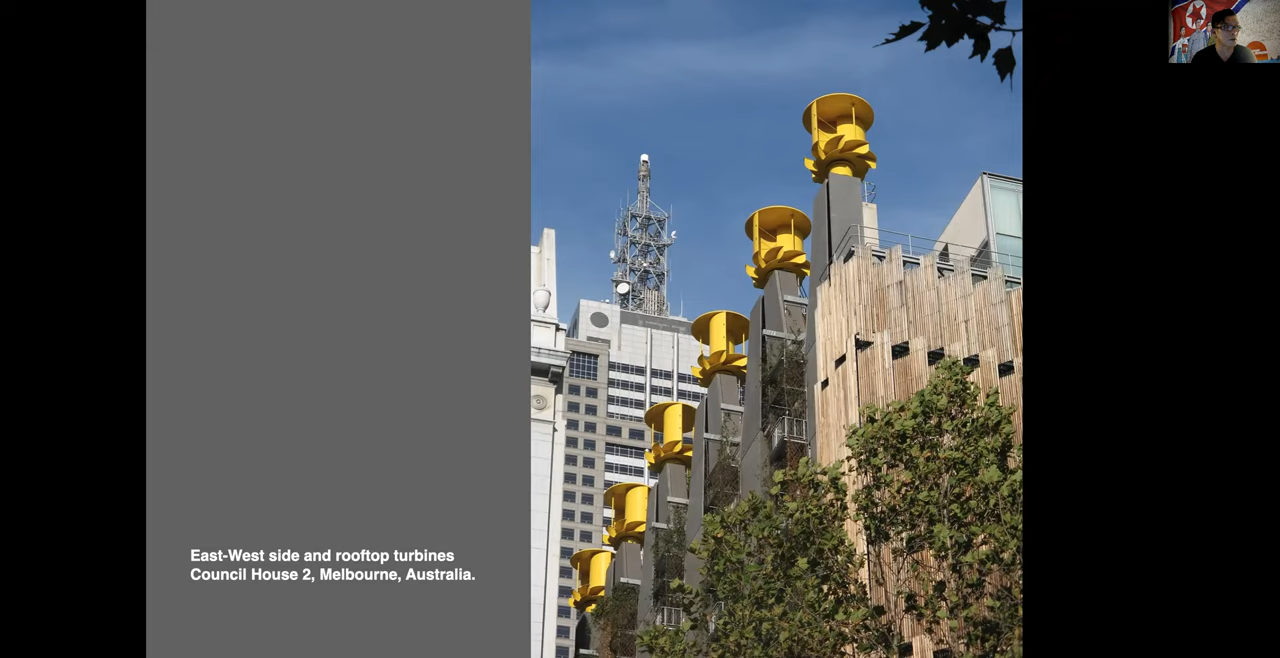 East-West side and rooftop turbines
Council House 2, Melbourne, Australia.